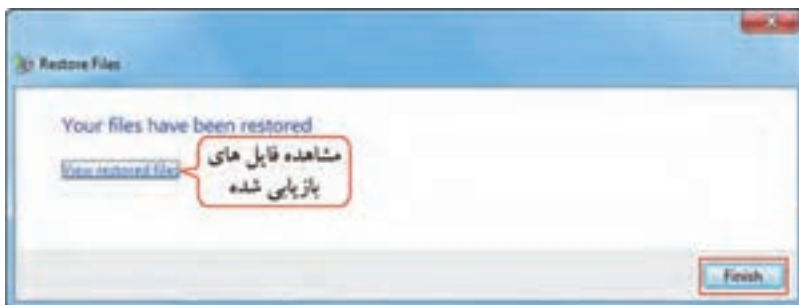 Restore Files
Your files have been restored
View restored files
مشاهده فایل های
بازیابی شده
Finish